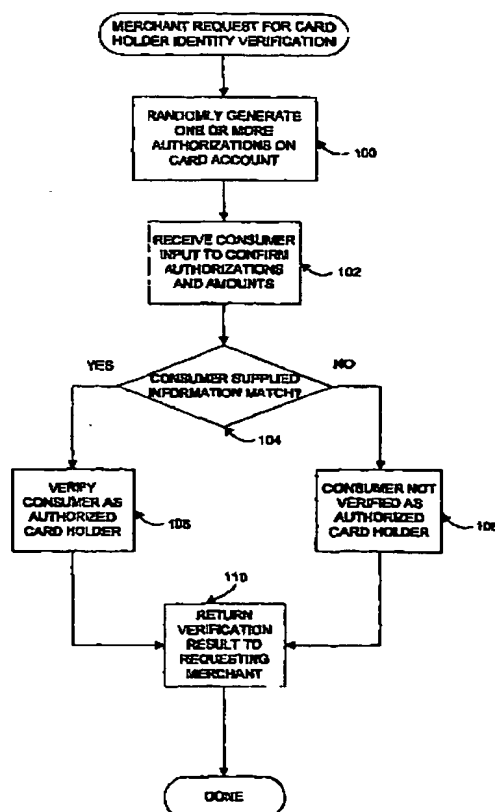 MERCHANT REQUEST FOR CARD
HOLDER IDENTITY VERIFICATION
RANDOMLY GENERATE
ONE OR MORE
AUTHORIZATIONS ON
CARD ACCOUNT
100
RECEIVE CONSUMER
INPUT TO CONFIRM
AUTHORIZATIONS
AND AMOUNTS
102
YES
NO
CONSUMER SUPPLIED
INFORMATION MATCH?
104
VERIFY
CONSUMER AS
AUTHORIZED
CARD HOLDER
CONSUMER NOT
VERIFIED AS
AUTHORIZED
CARD HOLDER
110
RETURN
VERIFICATION
RESULT TO
REQUESTING
MERCHANT
DONE